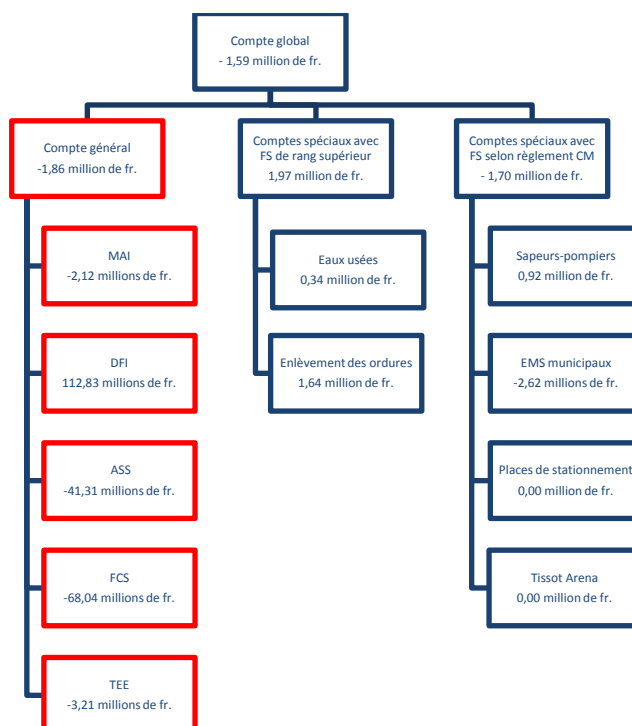 Compte global
- 1,59 million de fr.
Compte général
-1,86 million de fr.
Comptes spéciaux avec
FS de rang supérieur
1,97 million de fr.
Comptes spéciaux avec
FS selon règlement CM
- 1,70 million de fr.
MAI
-2,12 millions de fr.
DFI
112,83 millions de fr.
ASS
-41,31 millions de fr.
FCS
-68,04 millions de fr.
TEE
-3,21 millions de fr.
Eaux usées
0,34 million de fr.
Enlèvement des ordures
1,64 million de fr.
Sapeurs-pompiers
0,92 million de fr.
EMS municipaux
-2,62 millions de fr.
Places de stationnement
0,00 million de fr.
Tissot Arena
0,00 million de fr.